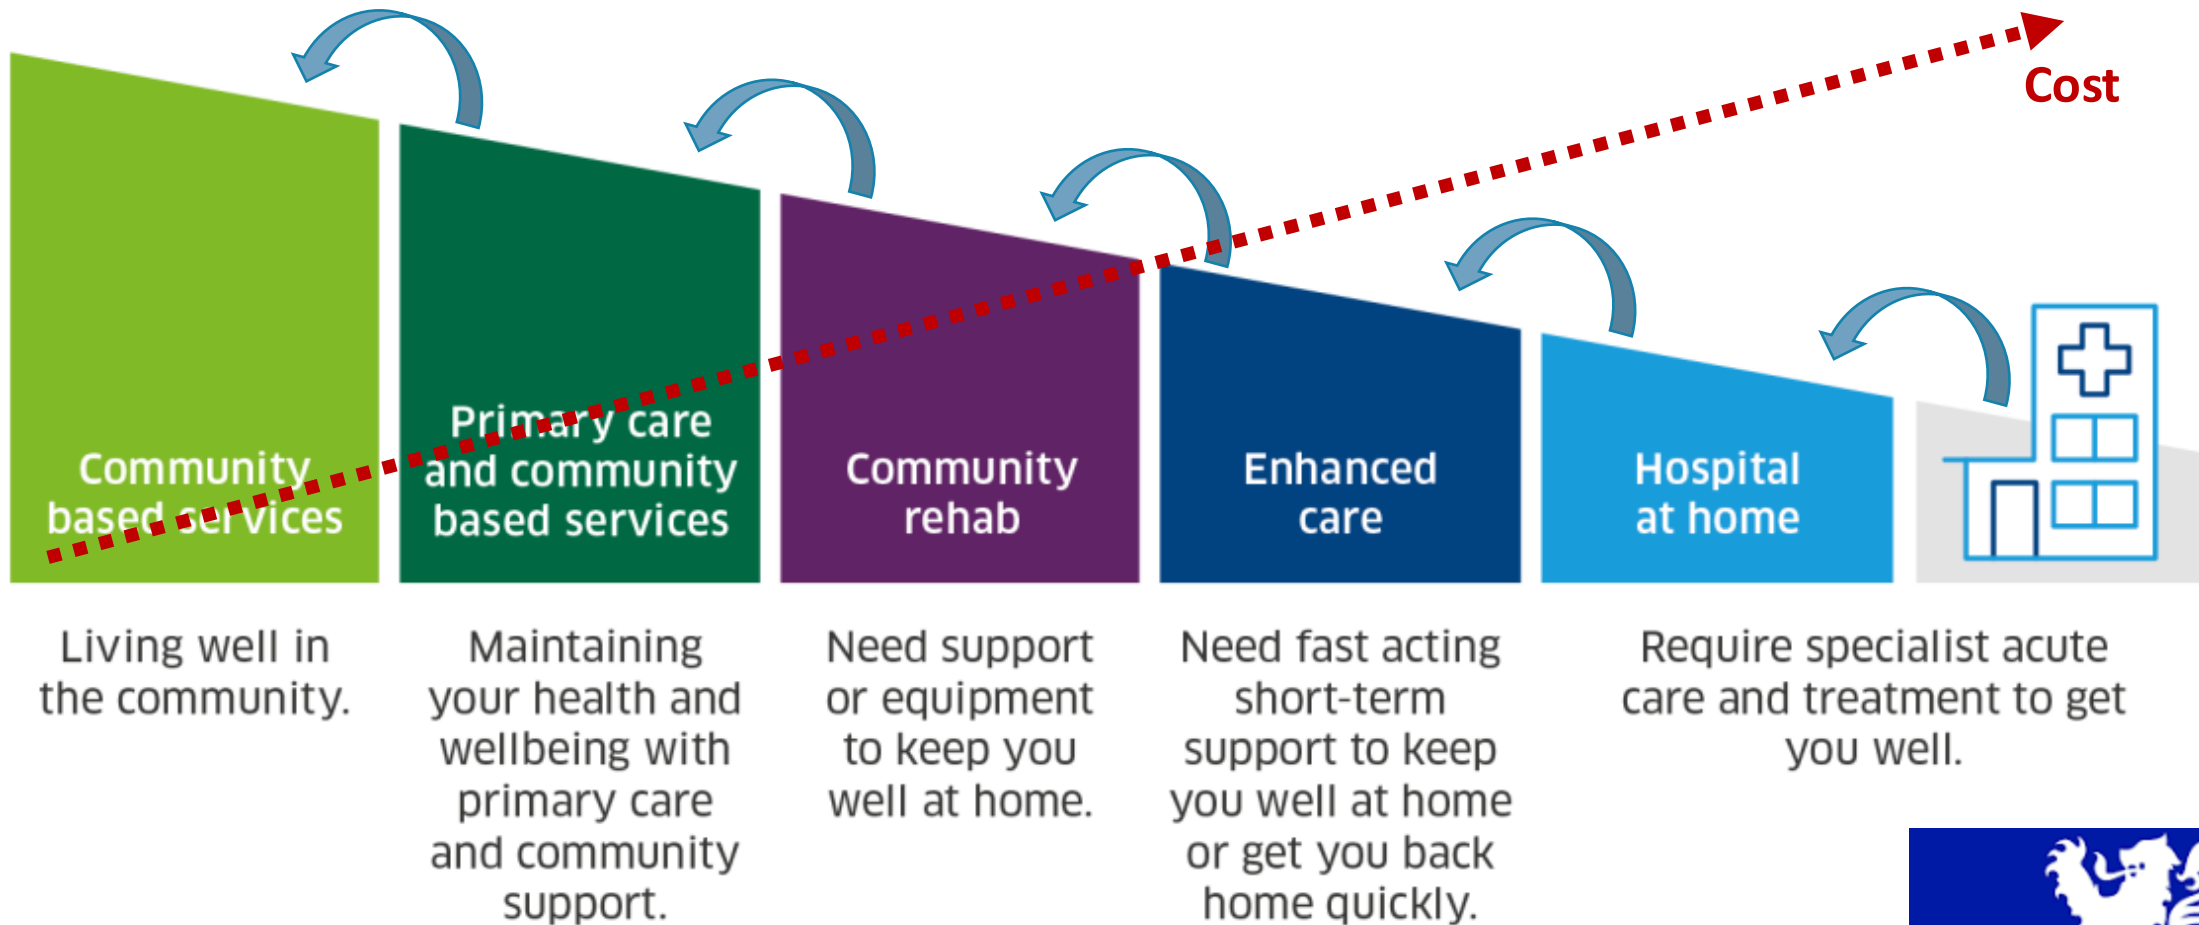 Cost
Community
based services
Primary care
and community
based services
Community
rehab
Enhanced
care
Hospital
at home
Living well in
the community.
Maintaining
your health and
wellbeing with
primary care
and community
support.
Need support
or equipment
to keep you
well at home.
Need fast acting
short-term
support to keep
you well at home
or get you back
home quickly.
Require specialist acute
care and treatment to get
you well.